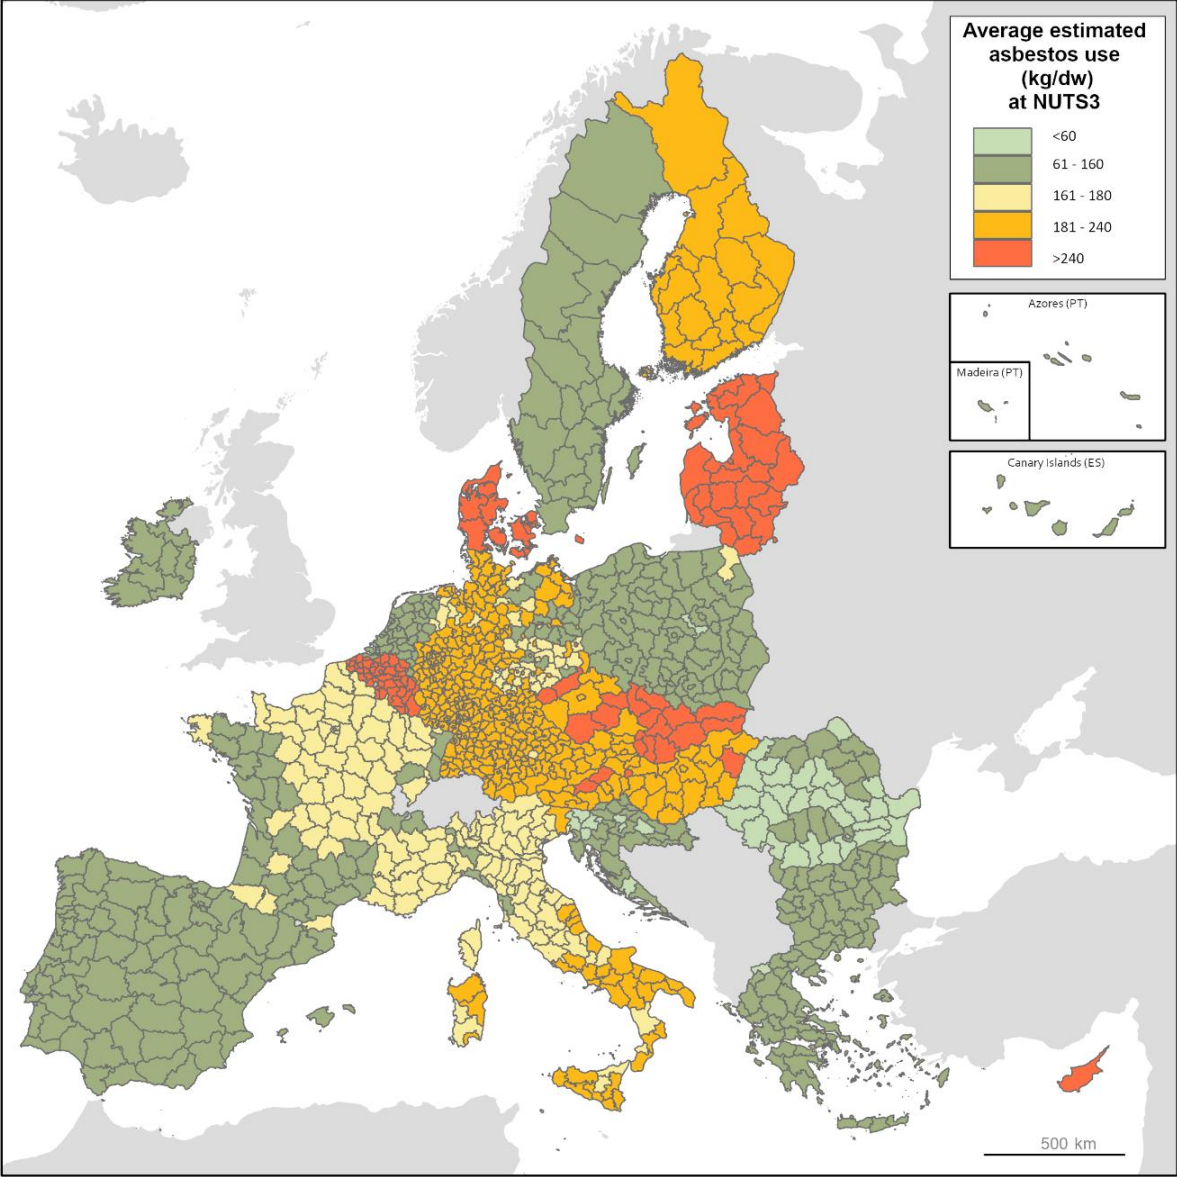 Average estimated
asbestos use
(kg/dw)
at NUTS3
<60
61 - 160
161 - 180
181 - 240
>240
Azores (PT)
Madeira (PT)
Canary Islands (ES)
500 km